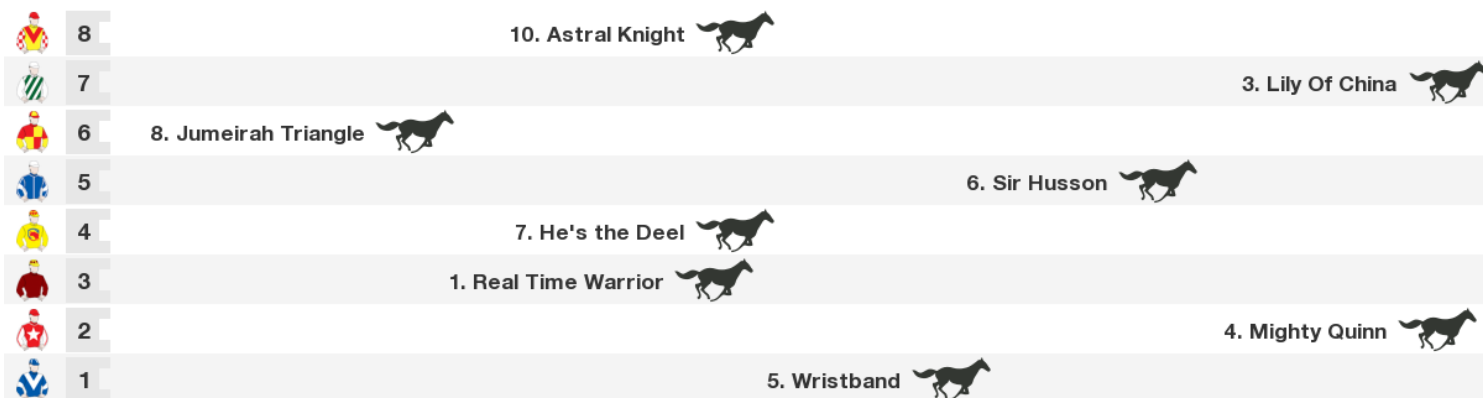 8 10. Astral Knight
7 3. Lily Of China
6 8. Jumeirah Triangle
5 6. Sir Husson
4 7. He's the Deel
3 1. Real Time Warrior
2 4. Mighty Quinn
1 5. Wristband